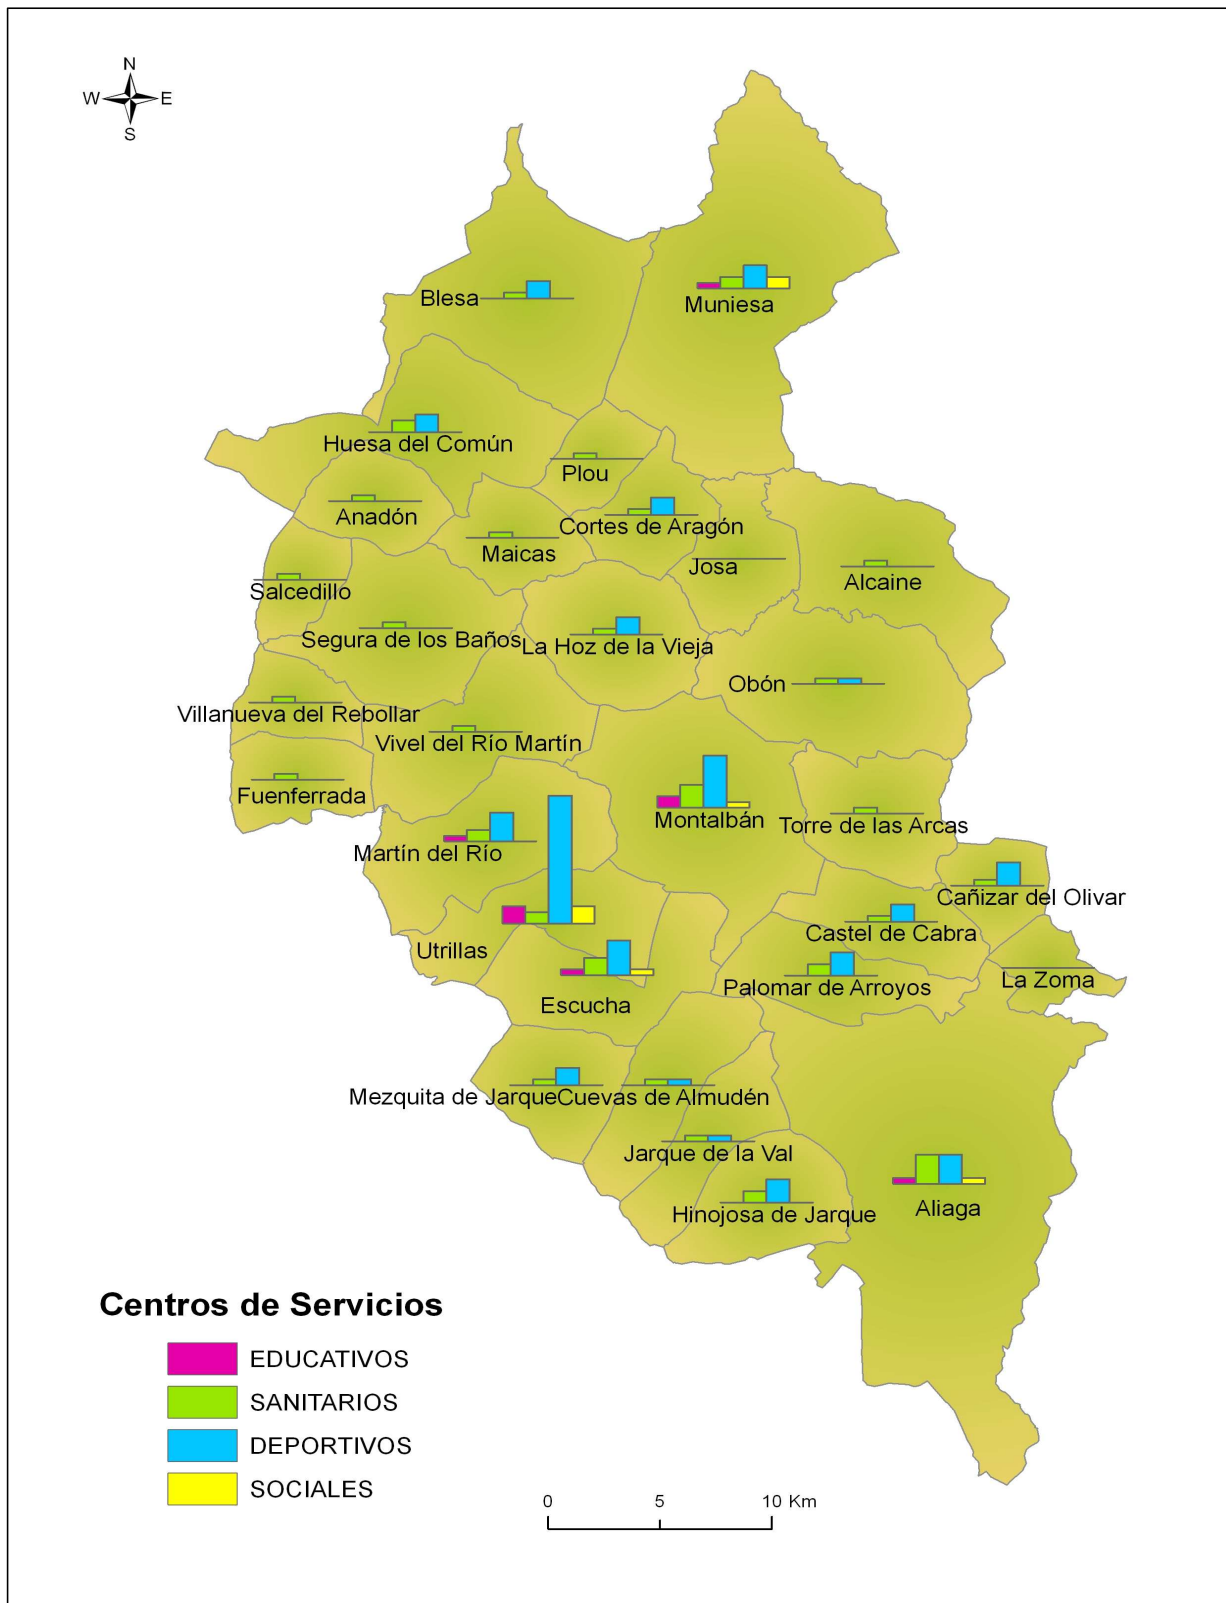 N
W E
S
Blesa
Muniesa
Huesa del Común
Plou
Anadón
Cortes de Aragón
Maicas
Josa
Alcaine
Salcedillo
Segura de los Baños
La Hoz de la Vieja
Obón
Villanueva del Rebollar
Vivel del Río Martín
Fuenferrada
Montalbán
Torre de las Arcas
Martín del Río
Cañizar del Olivar
Castel de Cabra
Utrillas
La Zoma
Palomar de Arroyos
Escucha
Mezquita de Jarque
Cuevas de Almudén
Jarque de la Val
Hinojosa de Jarque
Aliaga
Centros de Servicios
EDUCATIVOS
SANITARIOS
DEPORTIVOS
SOCIALES
0 5 10 Km